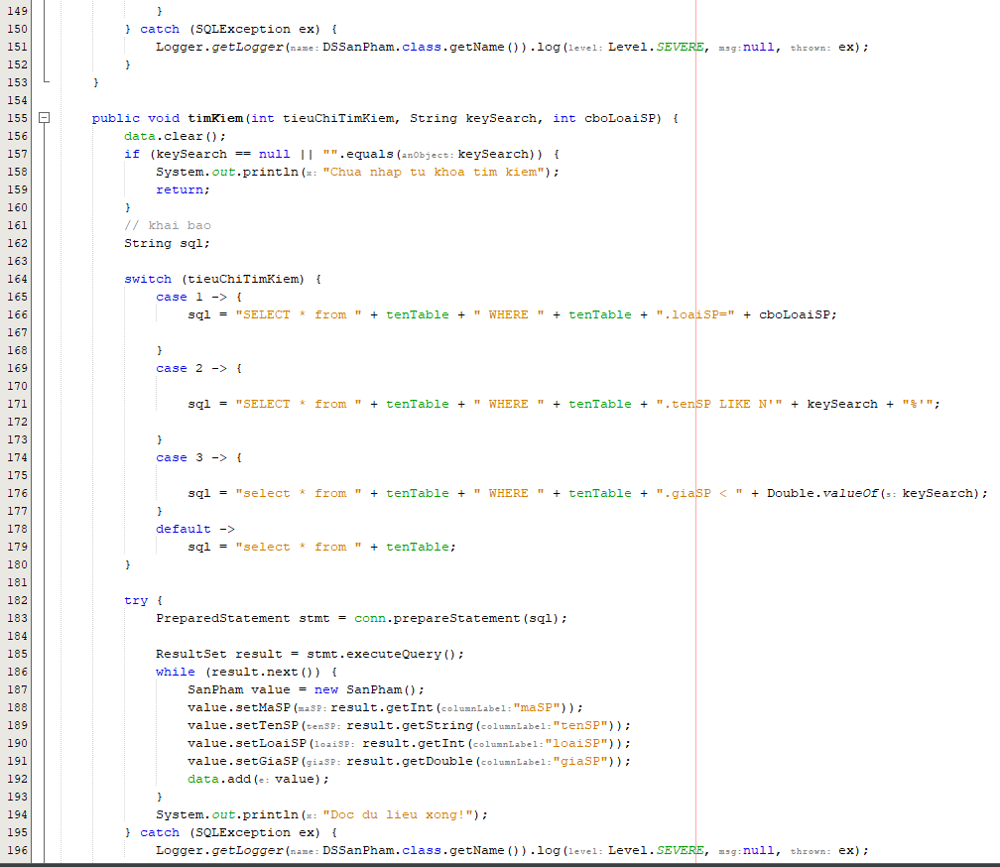 149 }
150 } catch (SQLException ex) {
151 Logger.getLogger(name: DSSanPham.class.getName()).log(level: Level.SEVERE, msg: null, thrown: ex);
152 }
153 }
154
155 public void timKiem(int tieuChiTimKiem, String keySearch, int cboLoaiSP) {
156 data.clear();
157 if (keySearch == null || "".equals(anObject: keySearch)) {
158 System.out.println(x: "Chua nhap tu khoa tim kiem");
159 return;
160 }
161 // khai bao
162 String sql;
163
164 switch (tieuChiTimKiem) {
165 case 1 -> {
166 sql = "SELECT * from " + tenTable + " WHERE " + tenTable + ".loaiSP=" + cboLoaiSP;
167
168 }
169 case 2 -> {
170
171 sql = "SELECT * from " + tenTable + " WHERE " + tenTable + ".tenSP LIKE N'" + keySearch + "%'";
172
173 }
174 case 3 -> {
175
176 sql = "select * from " + tenTable + " WHERE " + tenTable + ".giaSP < " + Double.valueOf(s: keySearch);
177 }
178 default ->
179 sql = "select * from " + tenTable;
180 }
181
182 try {
183 PreparedStatement stmt = conn.prepareStatement(sql);
184
185 ResultSet result = stmt.executeQuery();
186 while (result.next()) {
187 SanPham value = new SanPham();
188 value.setMaSP(maSP: result.getInt(columnLabel: "maSP"));
189 value.setTenSP(tenSP: result.getString(columnLabel: "tenSP"));
190 value.setLoaiSP(loaiSP: result.getInt(columnLabel: "loaiSP"));
191 value.setGiaSP(giaSP: result.getDouble(columnLabel: "giaSP"));
192 data.add(e: value);
193 }
194 System.out.println(x: "Doc du lieu xong!");
195 } catch (SQLException ex) {
196 Logger.getLogger(name: DSSanPham.class.getName()).log(level: Level.SEVERE, msg: null, thrown: ex);